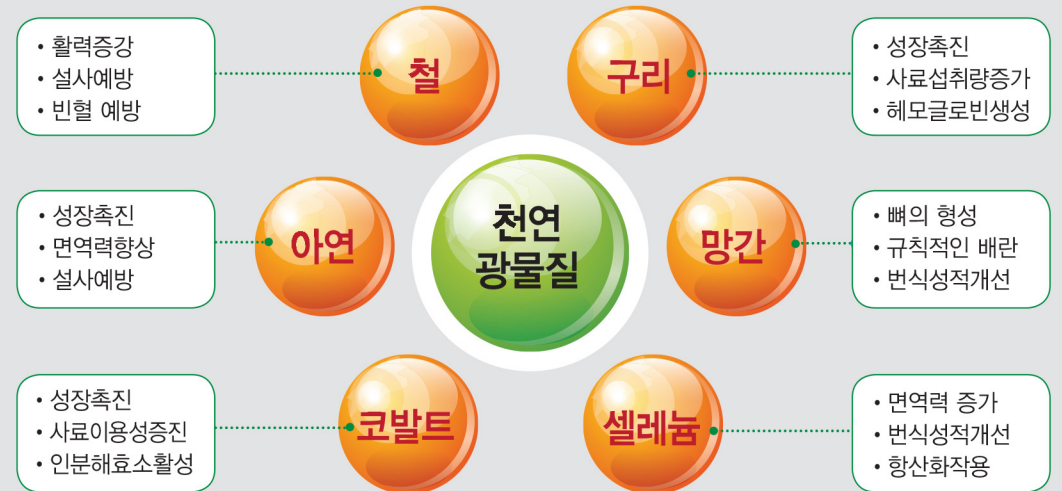 • 활력증강
• 설사예방
• 빈혈 예방
철
구리
• 성장촉진
• 사료섭취량증가
• 헤모글로빈생성
• 성장촉진
• 면역력향상
• 설사예방
아연
천연
광물질
망간
• 뼈의 형성
• 규칙적인 배란
• 번식성적개선
• 성장촉진
• 사료이용성증진
• 인분해효소활성
코발트
셀레늄
• 면역력 증가
• 번식성적개선
• 항산화작용